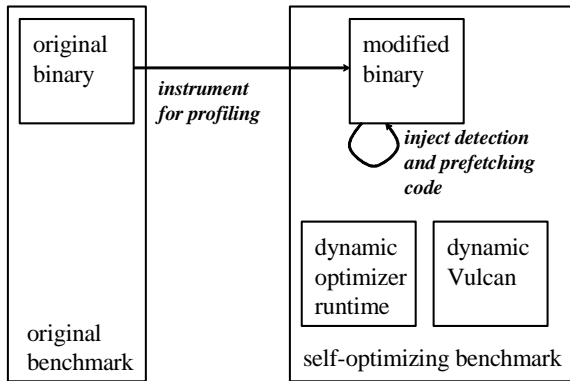 original
binary
instrument
for profiling
original
benchmark
modified
binary
inject detection
and prefetching
code
dynamic
optimizer
runtime
dynamic
Vulcan
self-optimizing benchmark